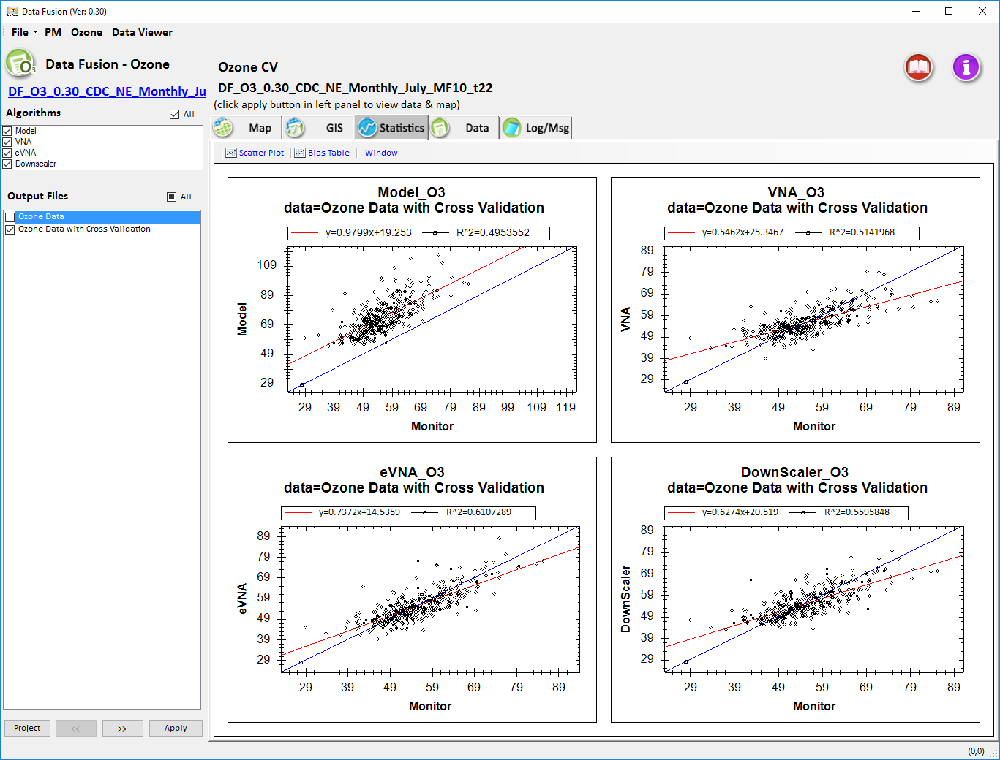 Data Fusion (Ver: 0.30)
File PM Ozone Data Viewer
Data Fusion - Ozone
DF_O3_0.30_CDC_NE_Monthly_Ju
Algorithms
All
Model
VNA
eVNA
Downscaler
Output Files
All
Ozone Data
Ozone Data with Cross Validation
Project
<<
>>
Apply
Ozone CV
DF_O3_0.30_CDC_NE_Monthly_July_MF10_t22
(click apply button in left panel to view data & map)
Map GIS Statistics Data Log/Msg
Scatter Plot Bias Table Window
Model_O3
data=Ozone Data with Cross Validation
y=0.9799x+19.253 R^2=0.4953552
109
89
69
49
29
Model
29 39 49 59 69 79 89 99 109 119
Monitor
VNA_O3
data=Ozone Data with Cross Validation
y=0.5462x+25.3467 R^2=0.5141968
89
79
69
59
49
39
29
VNA
29 39 49 59 69 79 89
Monitor
eVNA_O3
data=Ozone Data with Cross Validation
y=0.7372x+14.5359 R^2=0.6107289
89
79
69
59
49
39
29
eVNA
29 39 49 59 69 79 89
Monitor
DownScaler_O3
data=Ozone Data with Cross Validation
y=0.6274x+20.519 R^2=0.5595848
89
79
69
59
49
39
29
DownScaler
29 39 49 59 69 79 89
Monitor
(0,0)